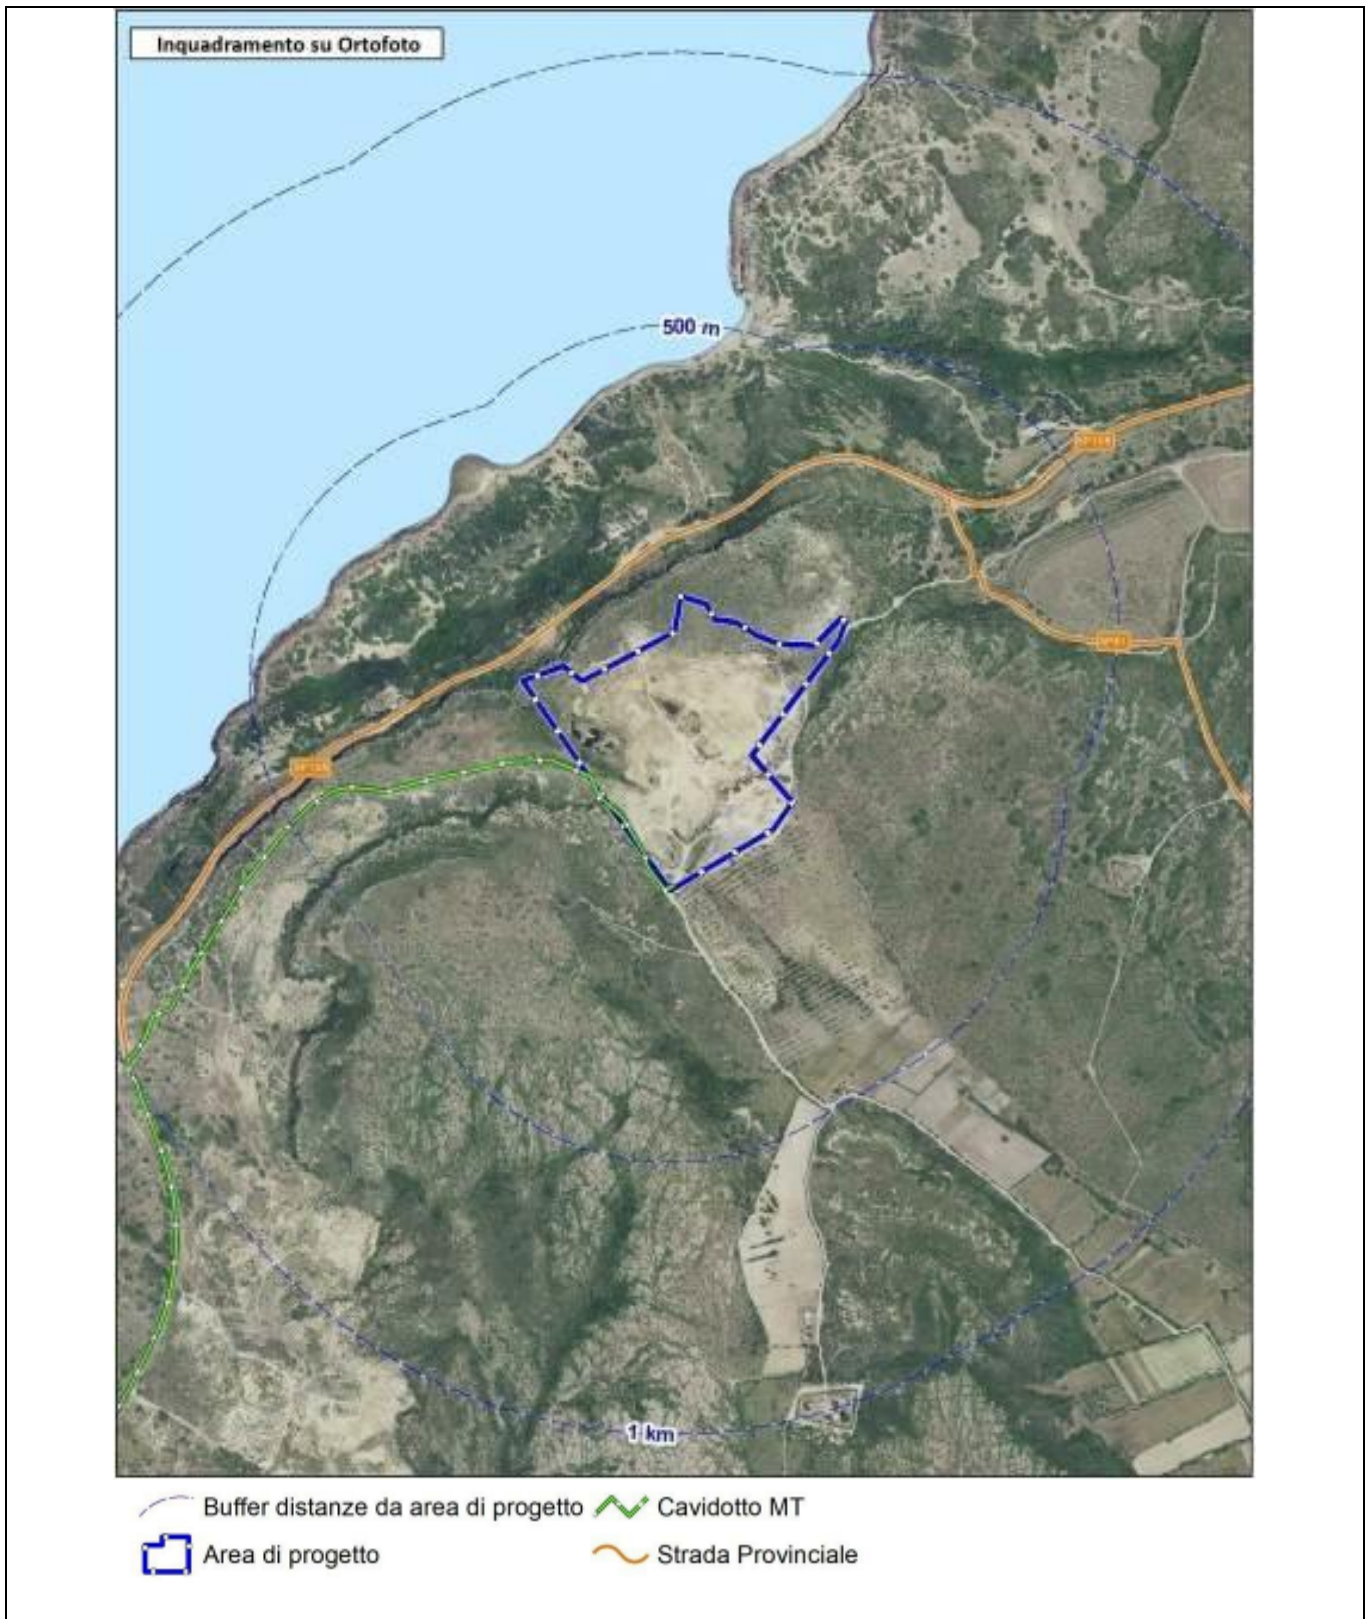 Inquadramento su Ortofoto
500 m
1 km
Buffer distanze da area di progetto
Cavidotto MT
Area di progetto
Strada Provinciale